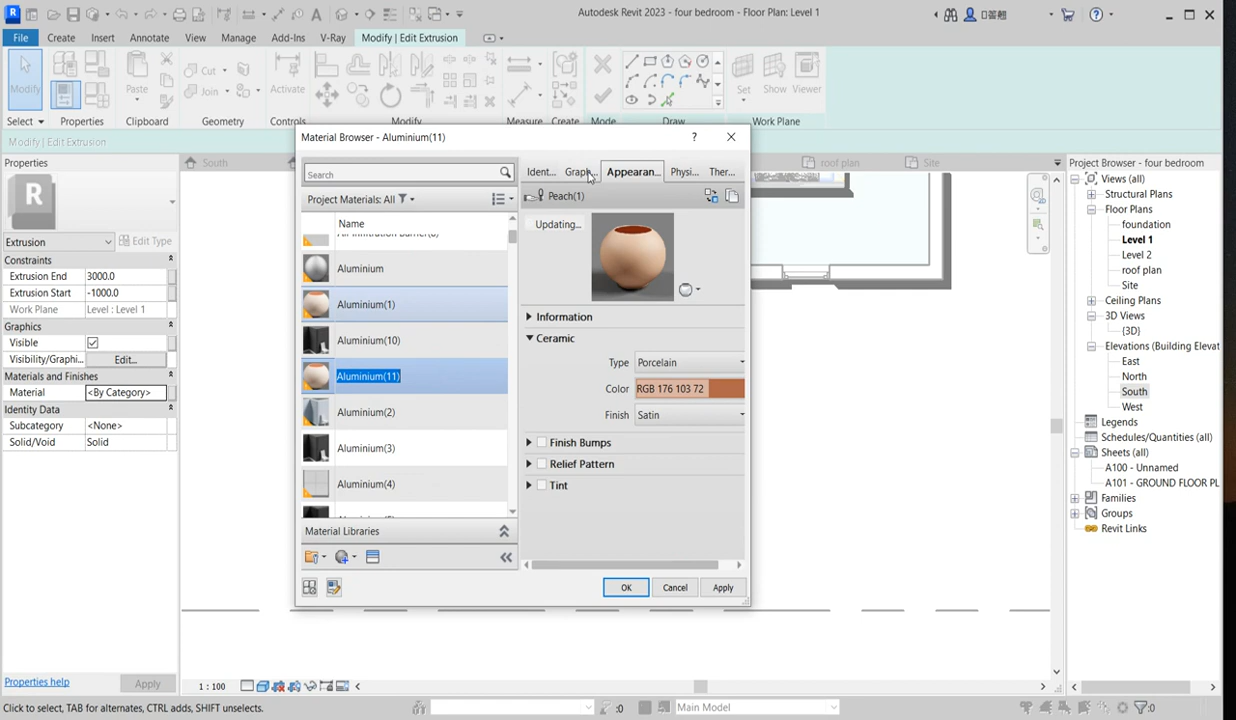 Autodesk Revit 2023 - four bedroom - Floor Plan: Level 1
File Create Insert Annotate View Manage Add-Ins V-Ray Modify | Edit Extrusion
Modify Paste Cut Join Activate Set Show Viewer
Select Properties Clipboard Geometry Controls Modify Measure Create Mode Draw Work Plane
Modify | Edit Extrusion
Properties
Extrusion Edit Type
Constraints
Extrusion End 3000.0
Extrusion Start -1000.0
Work Plane Level : Level 1
Graphics
Visible
Visibility/Graphi... Edit...
Materials and Finishes
Material <By Category>
Identity Data
Subcategory <None>
Solid/Void Solid
Properties help Apply
South roof plan Site
Material Browser - Aluminium(11)
Search
Project Materials: All
Name
Aluminium
Aluminium(1)
Aluminium(10)
Aluminium(11)
Aluminium(2)
Aluminium(3)
Aluminium(4)
Material Libraries
Ident... Graph... Appearan... Physi... Ther...
Peach(1)
Updating...
Information
Ceramic
Type Porcelain
Color RGB 176 103 72
Finish Satin
Finish Bumps
Relief Pattern
Tint
OK Cancel Apply
Project Browser - four bedroom
Views (all)
Structural Plans
Floor Plans
foundation
Level 1
Level 2
roof plan
Site
Ceiling Plans
3D Views
{3D}
Elevations (Building Elevat
East
North
South
West
Legends
Schedules/Quantities (all)
Sheets (all)
A100 - Unnamed
A101 - GROUND FLOOR PL
Families
Groups
Revit Links
1 : 100
Click to select, TAB for alternates, CTRL adds, SHIFT unselects.
:0 Main Model :0